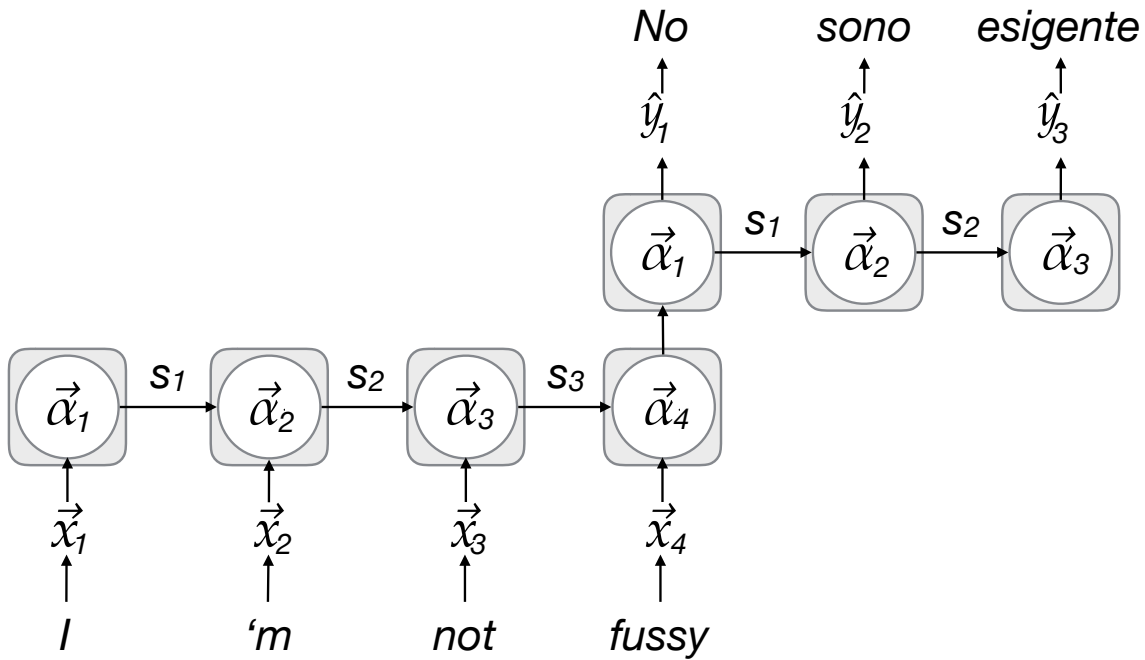 No sono esigente
ŷ1 ŷ2 ŷ3
α⃗1 s1 α⃗2 s2 α⃗3
α⃗1 s1 α⃗2 s2 α⃗3 s3 α⃗4
x⃗1 x⃗2 x⃗3 x⃗4
I ‘m not fussy